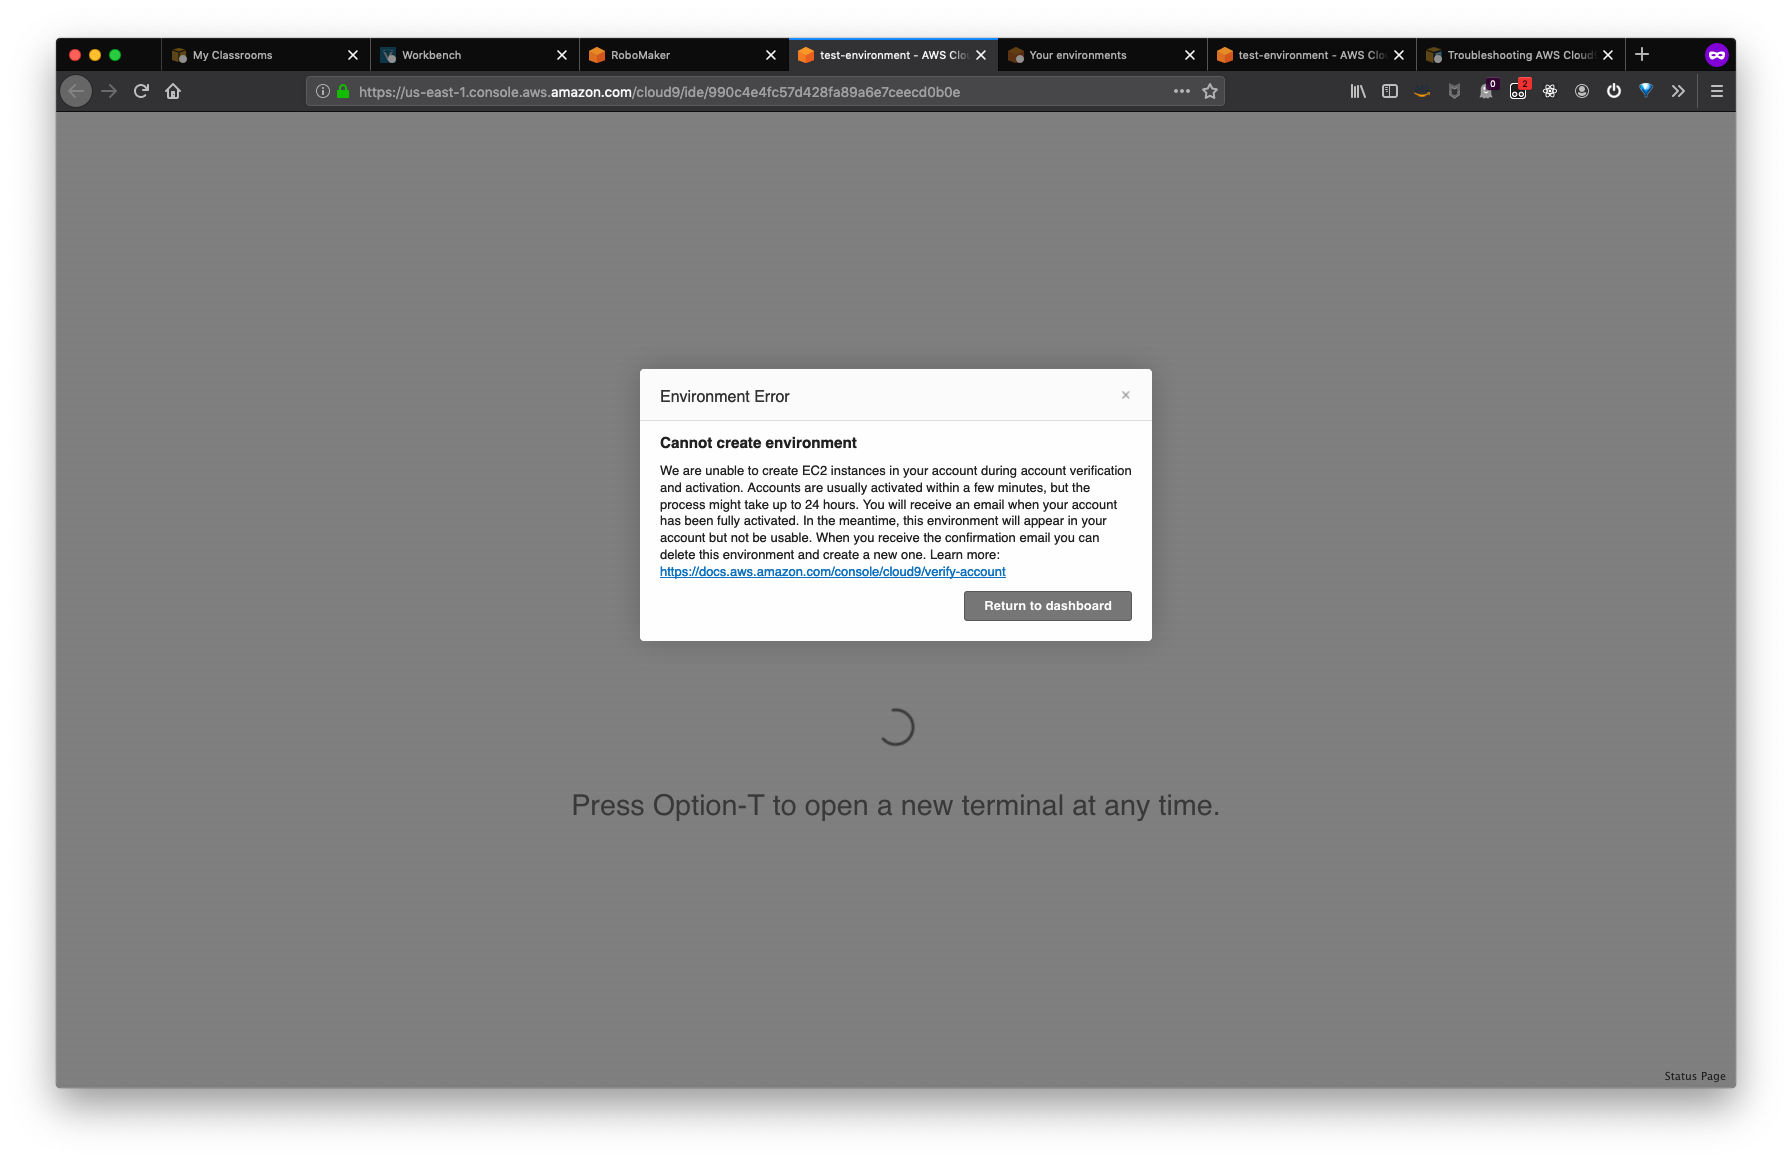 My Classrooms
Workbench
RoboMaker
test-environment - AWS Clo
Your environments
test-environment - AWS Clo
Troubleshooting AWS Cloud
https://us-east-1.console.aws.amazon.com/cloud9/ide/990c4e4fc57d428fa89a6e7ceecd0b0e
0
2
Environment Error
×
Cannot create environment
We are unable to create EC2 instances in your account during account verification
and activation. Accounts are usually activated within a few minutes, but the
process might take up to 24 hours. You will receive an email when your account
has been fully activated. In the meantime, this environment will appear in your
account but not be usable. When you receive the confirmation email you can
delete this environment and create a new one. Learn more:
https://docs.aws.amazon.com/console/cloud9/verify-account
Return to dashboard
Press Option-T to open a new terminal at any time.
Status Page